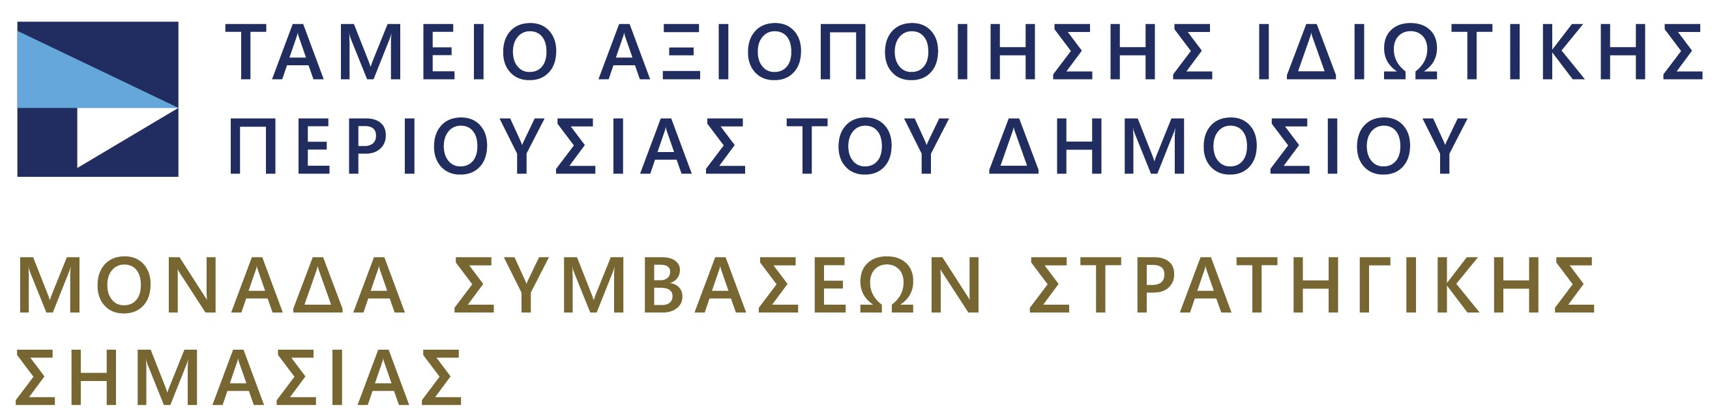 ΤΑΜΕΙΟ ΑΞΙΟΠΟΙΗΣΗΣ ΙΔΙΩΤΙΚΗΣ
ΠΕΡΙΟΥΣΙΑΣ ΤΟΥ ΔΗΜΟΣΙΟΥ
ΜΟΝΑΔΑ ΣΥΜΒΑΣΕΩΝ ΣΤΡΑΤΗΓΙΚΗΣ
ΣΗΜΑΣΙΑΣ